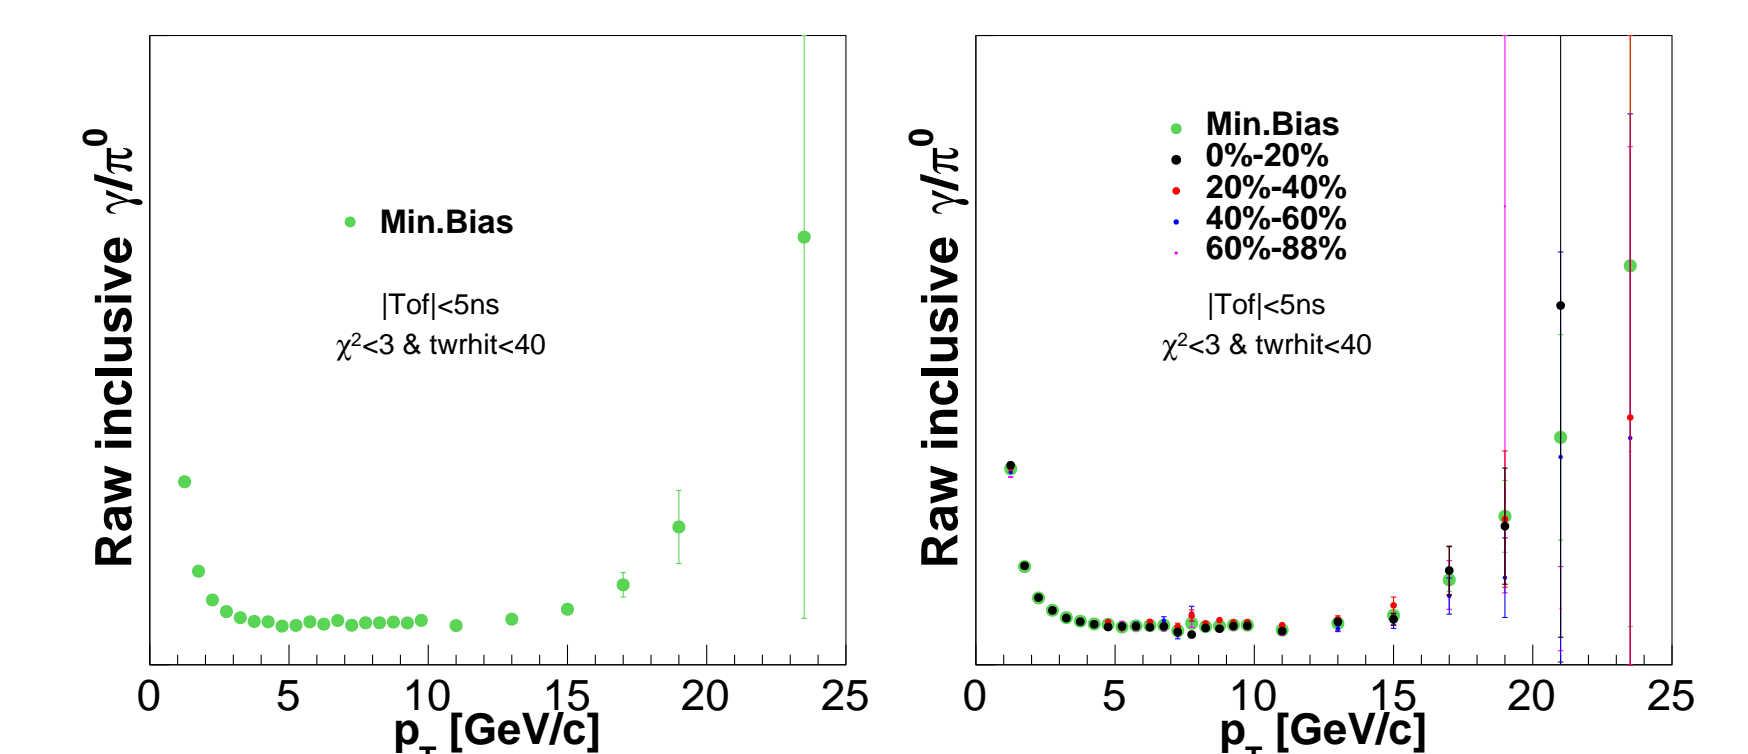 Raw inclusive γ/π⁰
Min.Bias
|Tof|<5ns
χ²<3 & twrhit<40
0 5 10 15 20 25
p_T [GeV/c]
Raw inclusive γ/π⁰
Min.Bias
0%-20%
20%-40%
40%-60%
60%-88%
|Tof|<5ns
χ²<3 & twrhit<40
0 5 10 15 20 25
p_T [GeV/c]